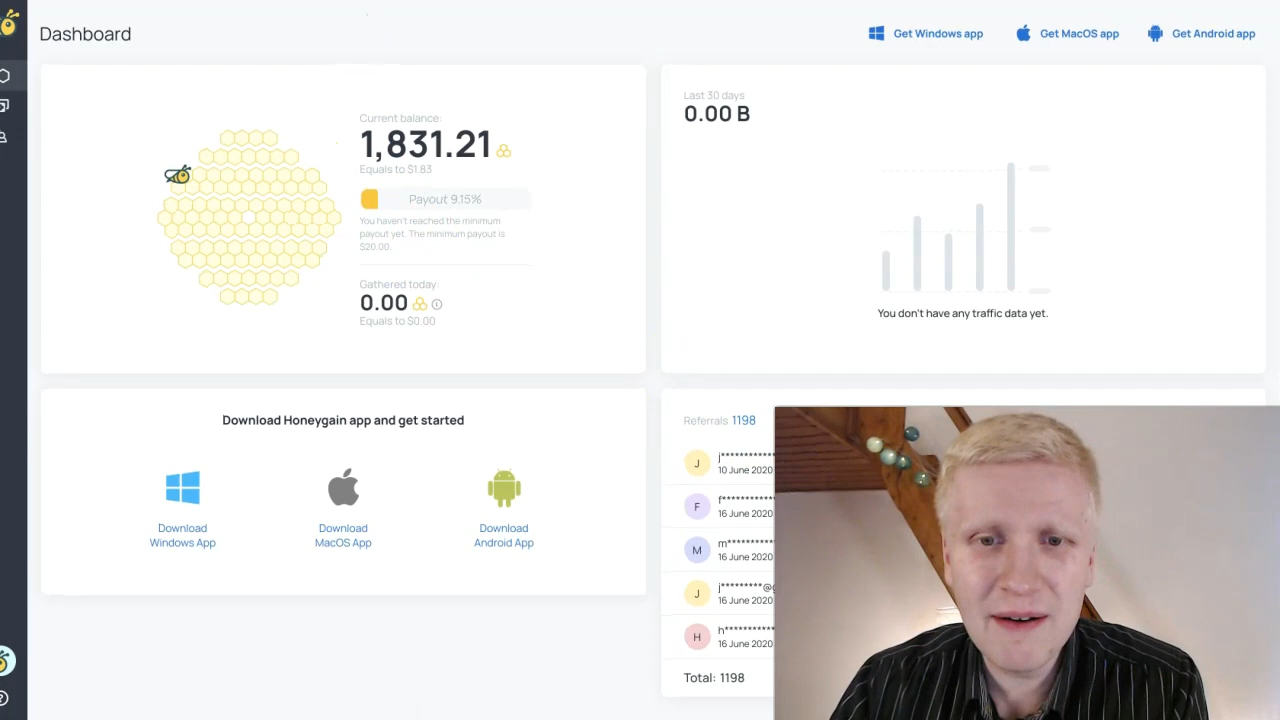 Dashboard
Get Windows app
Get MacOS app
Get Android app
Current balance:
1,831.21
Equals to $1.83
Payout 9.15%
You haven't reached the minimum
payout yet. The minimum payout is
$20.00.
Gathered today:
0.00
Equals to $0.00
Last 30 days
0.00 B
You don't have any traffic data yet.
Download Honeygain app and get started
Download
Windows App
Download
MacOS App
Download
Android App
Referrals 1198
J
j***********
10 June 2020
F
f***********
16 June 2020
M
m**********
16 June 2020
J
j*********@g
16 June 2020
H
h***********
16 June 2020
Total: 1198